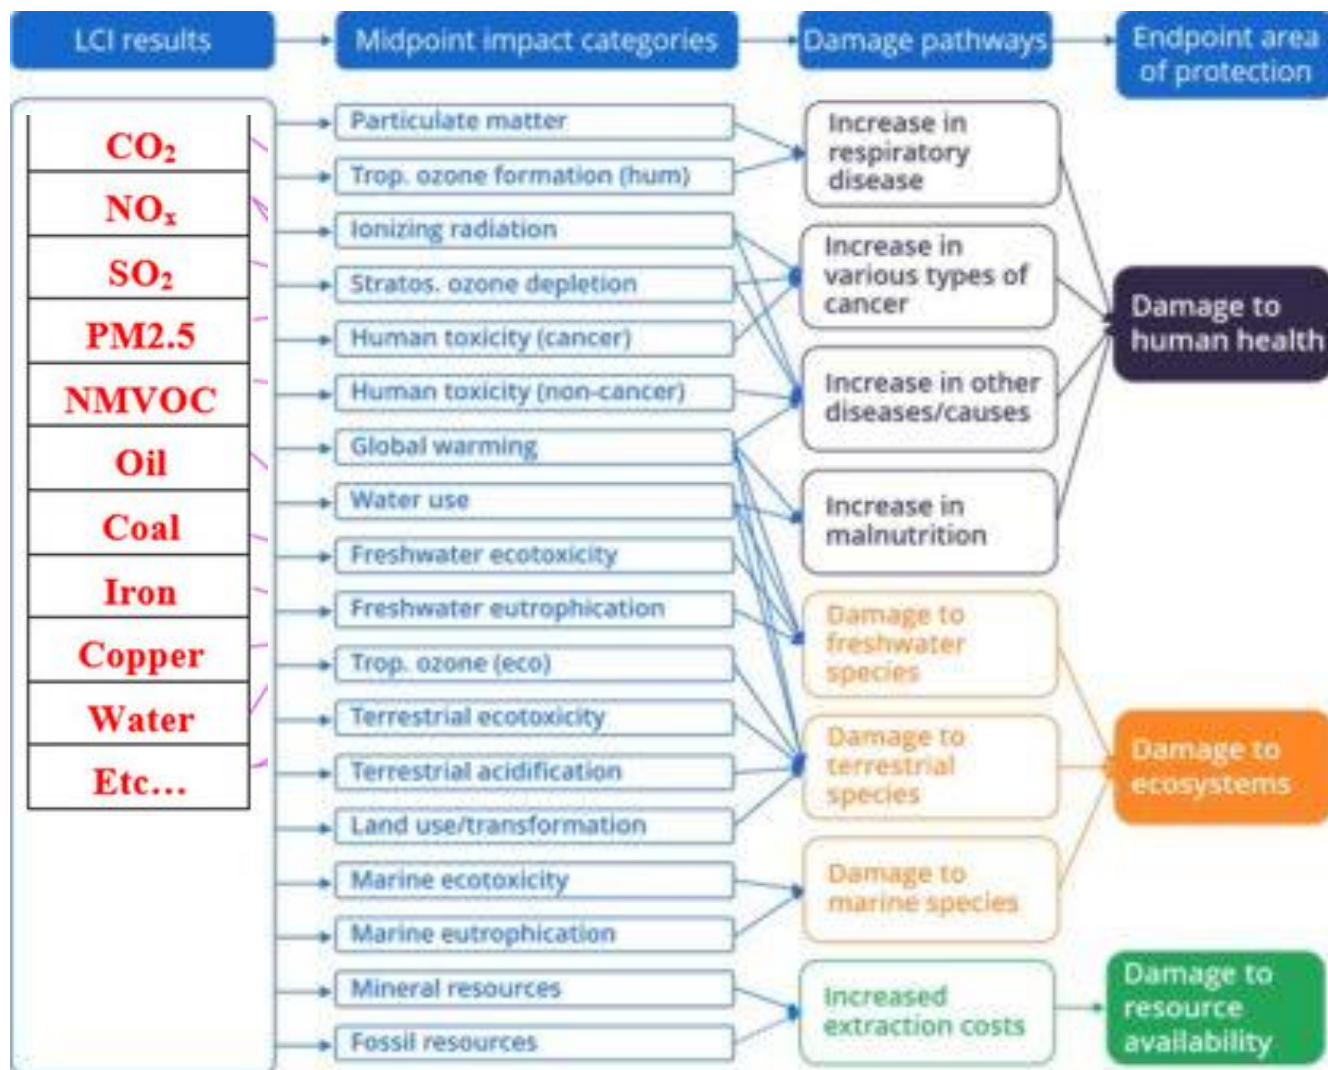 LCI results
Midpoint impact categories
Damage pathways
Endpoint area
of protection
CO₂
NOₓ
SO₂
PM2.5
NMVOC
Oil
Coal
Iron
Copper
Water
Etc...
Particulate matter
Trop. ozone formation (hum)
Ionizing radiation
Stratos. ozone depletion
Human toxicity (cancer)
Human toxicity (non-cancer)
Global warming
Water use
Freshwater ecotoxicity
Freshwater eutrophication
Trop. ozone (eco)
Terrestrial ecotoxicity
Terrestrial acidification
Land use/transformation
Marine ecotoxicity
Marine eutrophication
Mineral resources
Fossil resources
Increase in
respiratory
disease
Increase in
various types of
cancer
Increase in other
diseases/causes
Increase in
malnutrition
Damage to
freshwater
species
Damage to
terrestrial
species
Damage to
marine species
Increased
extraction costs
Damage to
human health
Damage to
ecosystems
Damage to
resource
availability